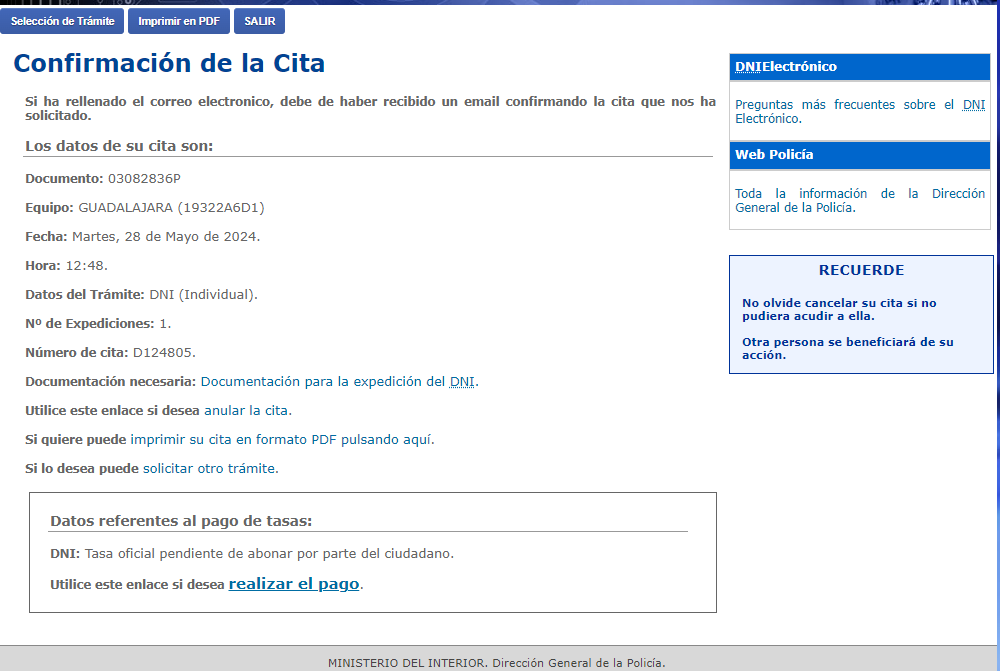 Selección de Trámite
Imprimir en PDF
SALIR
Confirmación de la Cita
Si ha rellenado el correo electronico, debe de haber recibido un email confirmando la cita que nos ha
solicitado.
Los datos de su cita son:
Documento: 03082836P
Equipo: GUADALAJARA (19322A6D1)
Fecha: Martes, 28 de Mayo de 2024.
Hora: 12:48.
Datos del Trámite: DNI (Individual).
Nº de Expediciones: 1.
Número de cita: D124805.
Documentación necesaria: Documentación para la expedición del DNI.
Utilice este enlace si desea anular la cita.
Si quiere puede imprimir su cita en formato PDF pulsando aquí.
Si lo desea puede solicitar otro trámite.
Datos referentes al pago de tasas:
DNI: Tasa oficial pendiente de abonar por parte del ciudadano.
Utilice este enlace si desea realizar el pago.
DNIElectrónico
Preguntas más frecuentes sobre el DNI
Electrónico.
Web Policía
Toda la información de la Dirección
General de la Policía.
RECUERDE
No olvide cancelar su cita si no
pudiera acudir a ella.
Otra persona se beneficiará de su
acción.
MINISTERIO DEL INTERIOR. Dirección General de la Policía.